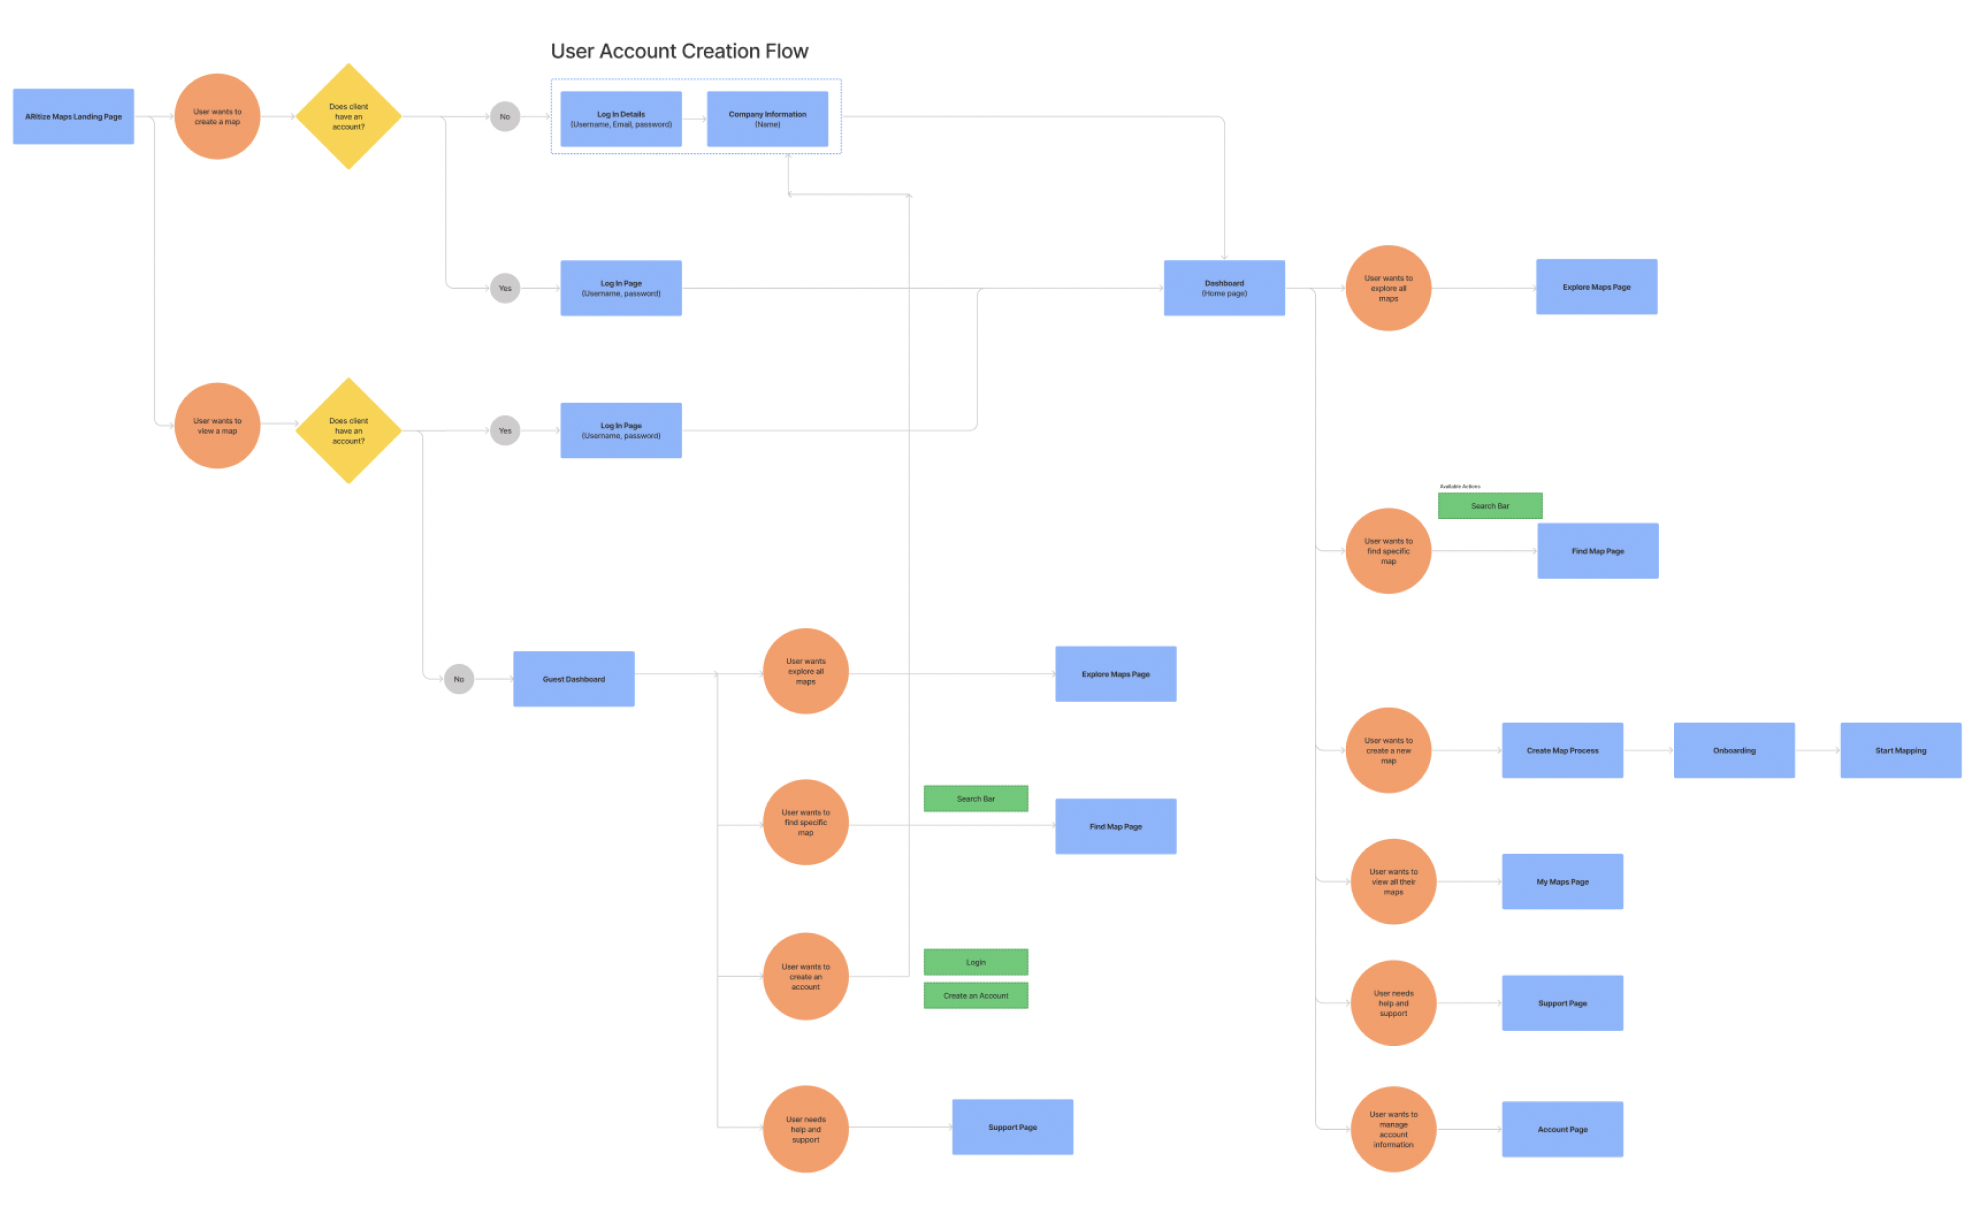 User Account Creation Flow
ARitize Maps Landing Page
User wants to
create a map
Does client
have an
account?
No
Log In Details
(Username, Email, password)
Company Information
(Name)
Yes
Log In Page
(Username, password)
Dashboard
(Home page)
User wants to
explore all
maps
Explore Maps Page
User wants to
view a map
Does client
have an
account?
Yes
Log In Page
(Username, password)
Available Actions
Search Bar
User wants to
find specific
map
Find Map Page
No
Guest Dashboard
User wants
explore all
maps
Explore Maps Page
User wants to
create a new
map
Create Map Process
Onboarding
Start Mapping
Search Bar
User wants to
find specific
map
Find Map Page
User wants to
view all their
maps
My Maps Page
User wants to
create an
account
Login
Create an Account
User needs
help and
support
Support Page
User needs
help and
support
Support Page
User wants to
manage
account
information
Account Page